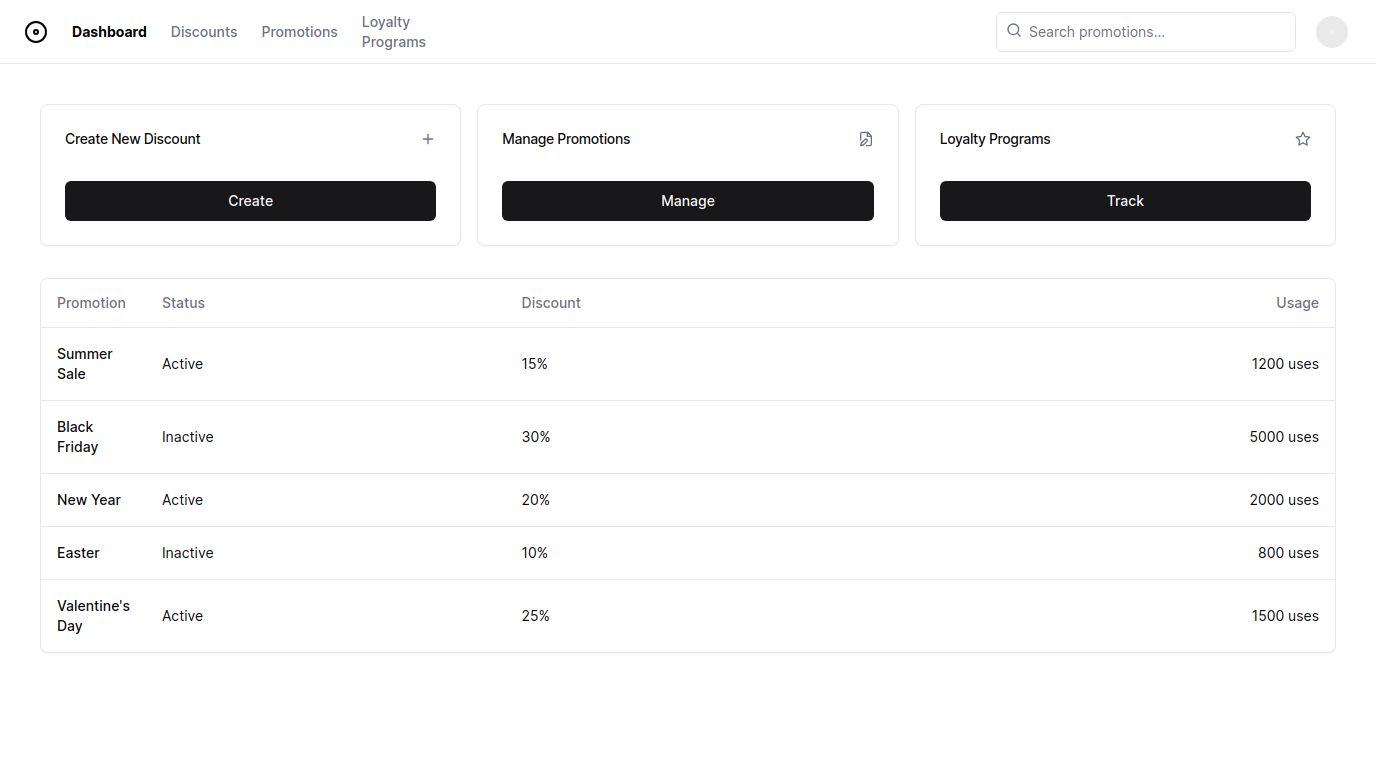 Dashboard
Discounts
Promotions
Loyalty
Programs
Search promotions...
Create New Discount
Create
Manage Promotions
Manage
Loyalty Programs
Track
Promotion Status Discount Usage
Summer
Sale
Active 15% 1200 uses
Black
Friday
Inactive 30% 5000 uses
New Year Active 20% 2000 uses
Easter Inactive 10% 800 uses
Valentine's
Day
Active 25% 1500 uses